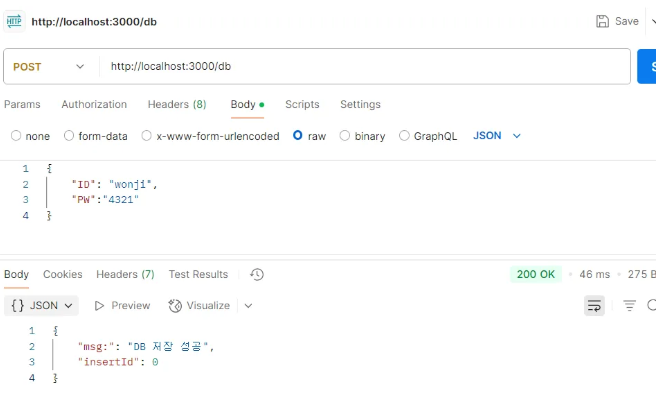 HTTP http://localhost:3000/db Save
POST http://localhost:3000/db S
Params Authorization Headers (8) Body Scripts Settings
none form-data x-www-form-urlencoded raw binary GraphQL JSON
1 {
2 "ID": "wonji",
3 "PW":"4321"
4 }
Body Cookies Headers (7) Test Results 200 OK 46 ms 275 B
{} JSON Preview Visualize
1 {
2 "msg:": "DB 저장 성공",
3 "insertId": 0
4 }